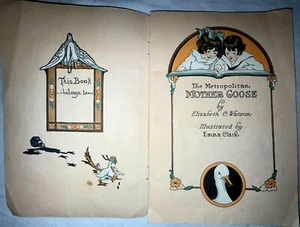 This Book
belongs to
The Metropolitan
MOTHER GOOSE
by
Elizabeth C. Watson
Illustrated by
Emma Clark